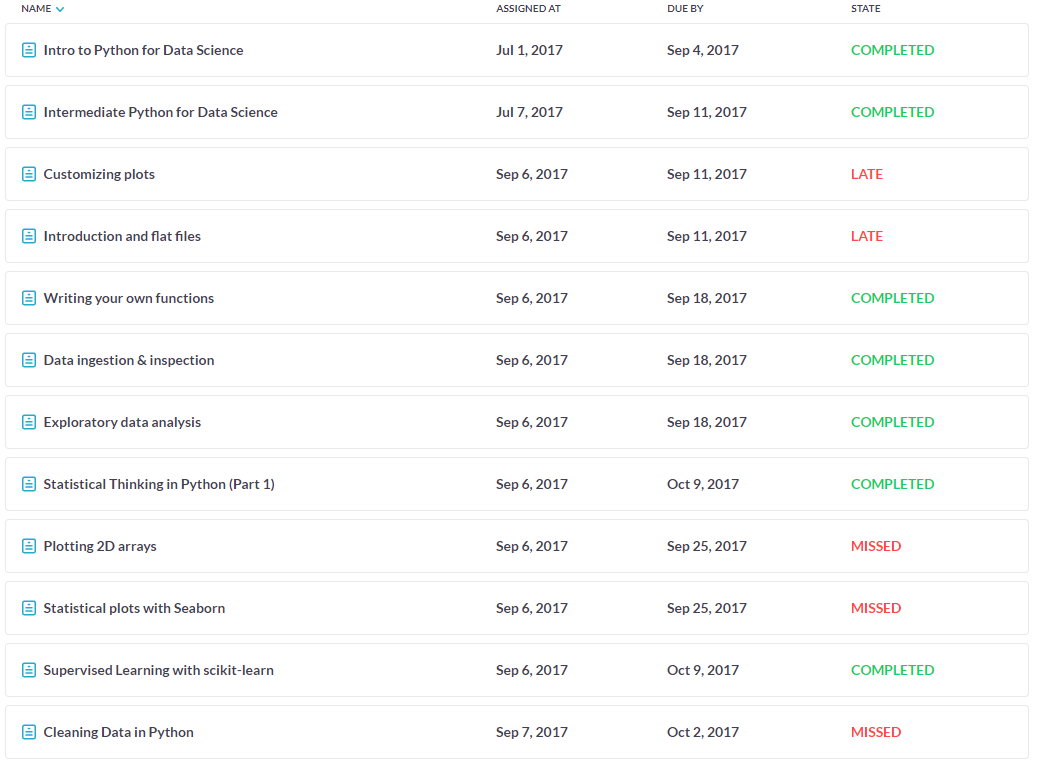 NAME ASSIGNED AT DUE BY STATE
Intro to Python for Data Science Jul 1, 2017 Sep 4, 2017 COMPLETED
Intermediate Python for Data Science Jul 7, 2017 Sep 11, 2017 COMPLETED
Customizing plots Sep 6, 2017 Sep 11, 2017 LATE
Introduction and flat files Sep 6, 2017 Sep 11, 2017 LATE
Writing your own functions Sep 6, 2017 Sep 18, 2017 COMPLETED
Data ingestion & inspection Sep 6, 2017 Sep 18, 2017 COMPLETED
Exploratory data analysis Sep 6, 2017 Sep 18, 2017 COMPLETED
Statistical Thinking in Python (Part 1) Sep 6, 2017 Oct 9, 2017 COMPLETED
Plotting 2D arrays Sep 6, 2017 Sep 25, 2017 MISSED
Statistical plots with Seaborn Sep 6, 2017 Sep 25, 2017 MISSED
Supervised Learning with scikit-learn Sep 6, 2017 Oct 9, 2017 COMPLETED
Cleaning Data in Python Sep 7, 2017 Oct 2, 2017 MISSED